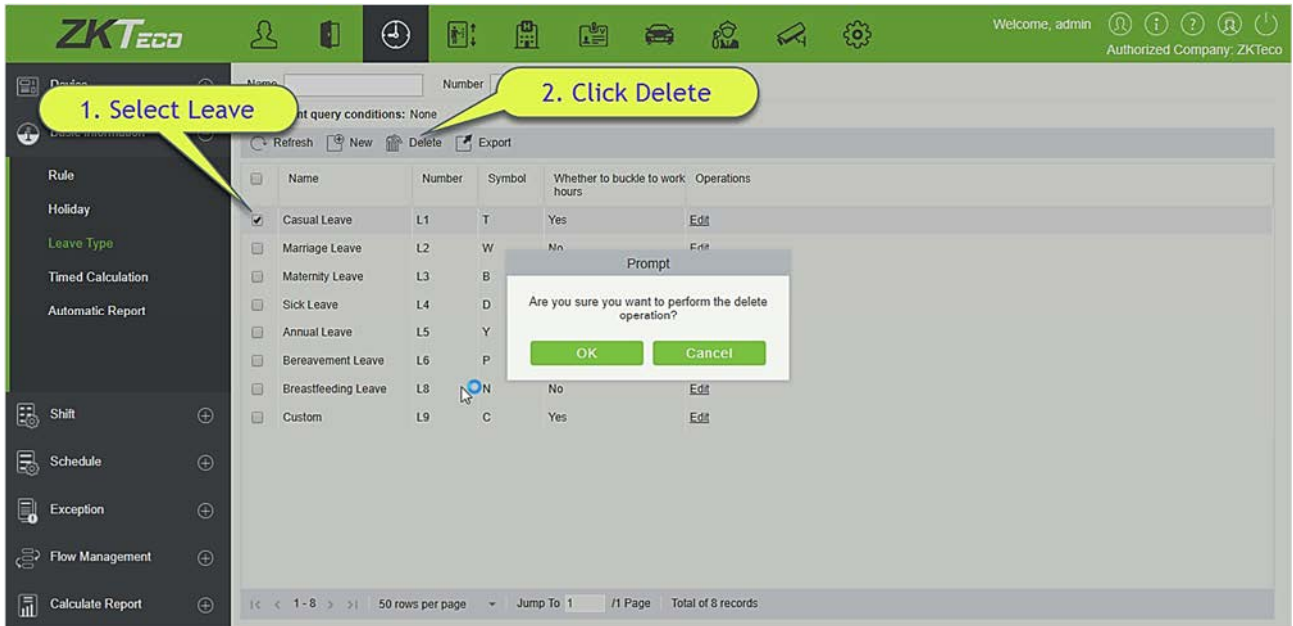 ZKTECO
Welcome, admin
Authorized Company: ZKTeco
Device
Name
Number
1. Select Leave
2. Click Delete
nt query conditions: None
Basic Information
Refresh New Delete Export
Rule
Holiday
Leave Type
Timed Calculation
Automatic Report
Shift
Schedule
Exception
Flow Management
Calculate Report
Name Number Symbol Whether to buckle to work hours Operations
Casual Leave L1 T Yes Edit
Marriage Leave L2 W No Edit
Maternity Leave L3 B
Sick Leave L4 D
Annual Leave L5 Y
Bereavement Leave L6 P
Breastfeeding Leave L8 N No Edit
Custom L9 C Yes Edit
Prompt
Are you sure you want to perform the delete
operation?
OK Cancel
1-8 50 rows per page Jump To 1 /1 Page Total of 8 records